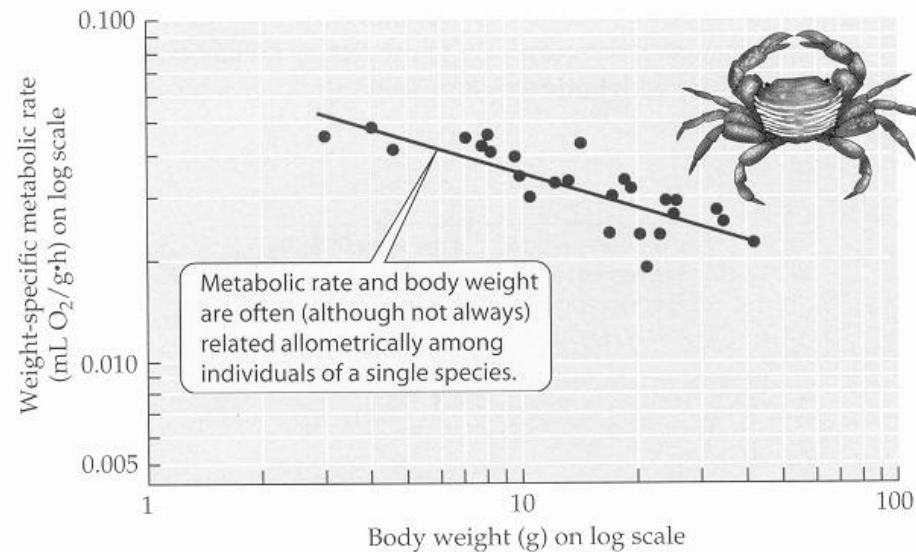 Weight-specific metabolic rate
(mL O₂/g·h) on log scale
0.100
0.010
0.005
Metabolic rate and body weight
are often (although not always)
related allometrically among
individuals of a single species.
1
10
100
Body weight (g) on log scale